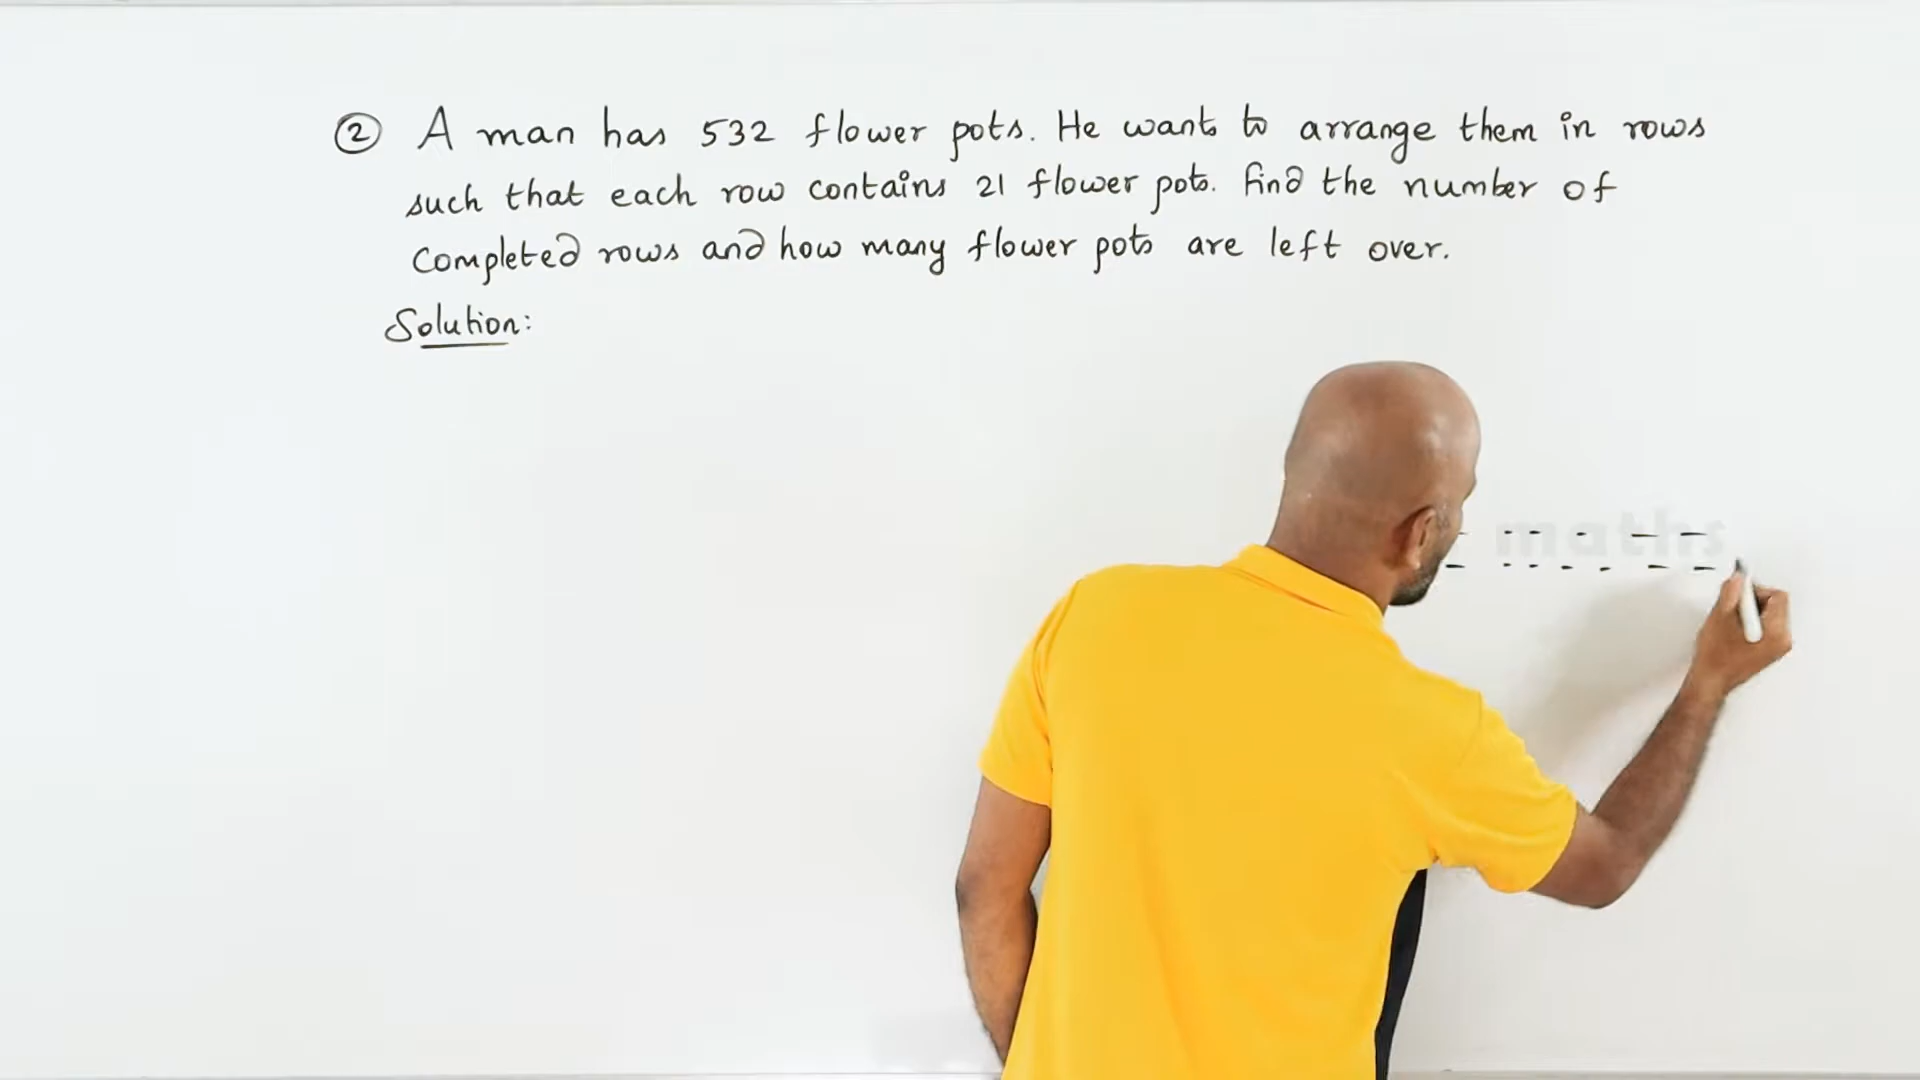 ② A man has 532 flower pots. He wants to arrange them in rows
such that each row contains 21 flower pots. Find the number of
completed rows and how many flower pots are left over.
Solution:
maths